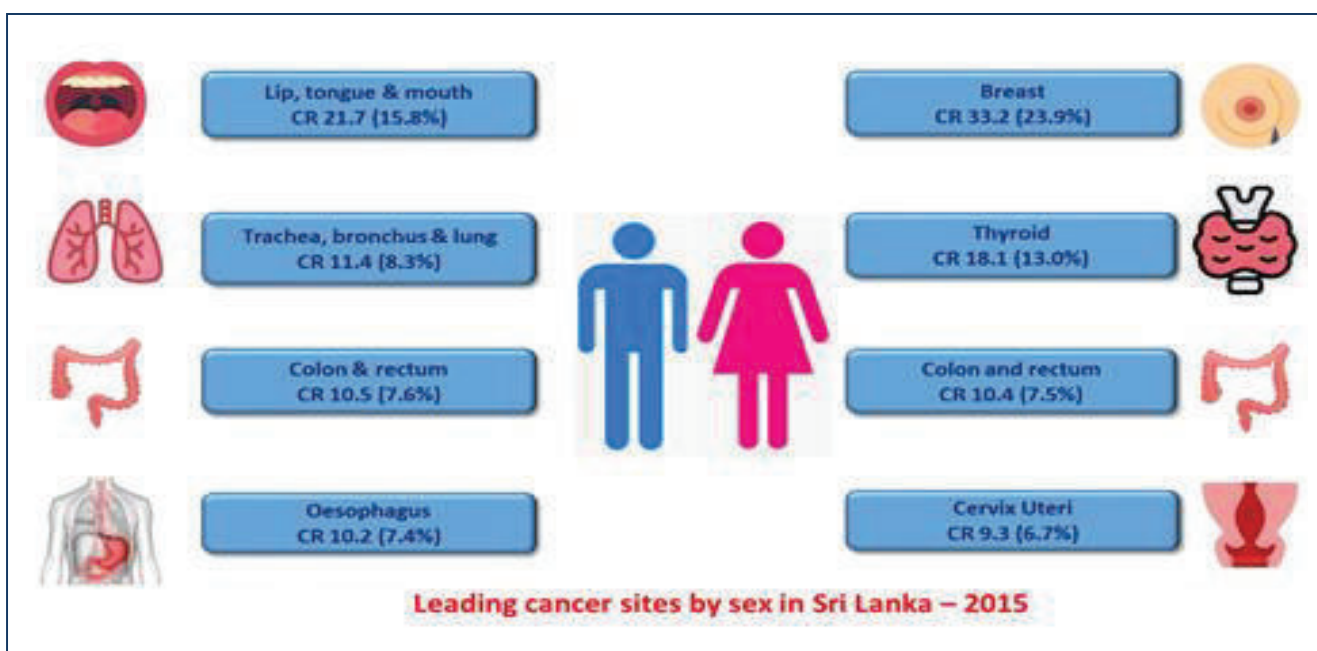 Lip, tongue & mouth
CR 21.7 (15.8%)
Breast
CR 33.2 (23.9%)
Trachea, bronchus & lung
CR 11.4 (8.3%)
Thyroid
CR 18.1 (13.0%)
Colon & rectum
CR 10.5 (7.6%)
Colon and rectum
CR 10.4 (7.5%)
Oesophagus
CR 10.2 (7.4%)
Cervix Uteri
CR 9.3 (6.7%)
Leading cancer sites by sex in Sri Lanka – 2015